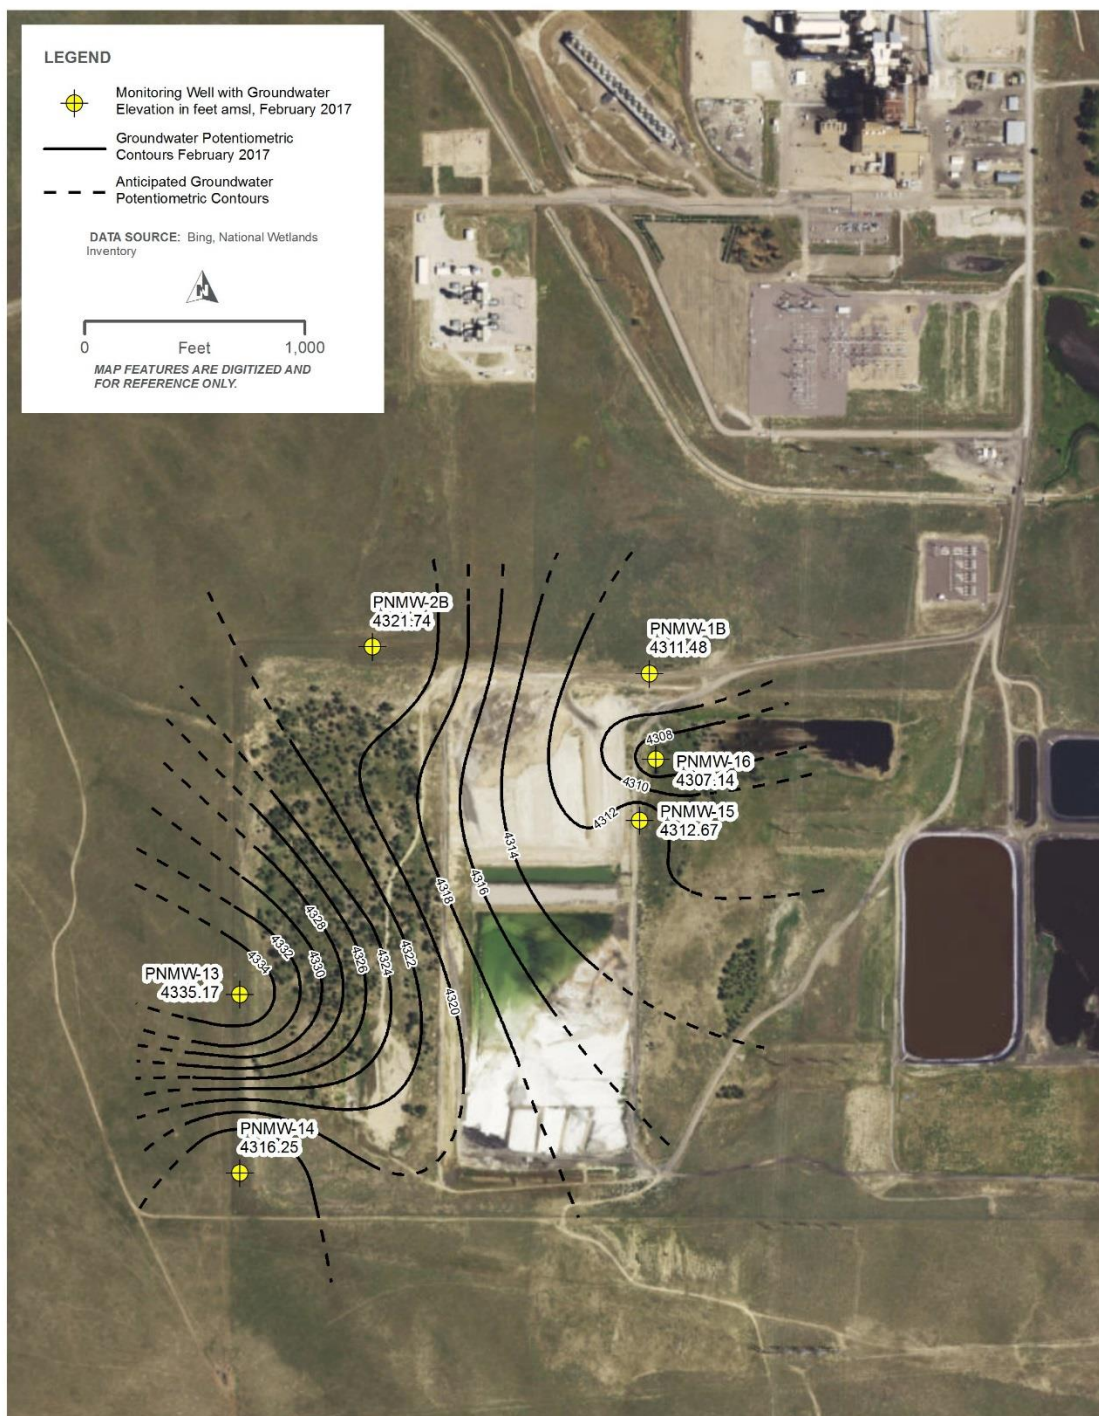 LEGEND
Monitoring Well with Groundwater
Elevation in feet amsl, February 2017
Groundwater Potentiometric
Contours February 2017
Anticipated Groundwater
Potentiometric Contours
DATA SOURCE: Bing, National Wetlands
Inventory
N
0 Feet 1,000
MAP FEATURES ARE DIGITIZED AND
FOR REFERENCE ONLY.
PNMW-2B
4321.74
PNMW-1B
4311.48
4308
PNMW-16
4307.14
4310
4312
PNMW-15
4312.67
4314
4316
4318
4320
4322
4324
4326
4328
4330
4332
4334
PNMW-13
4335.17
PNMW-14
4316.25